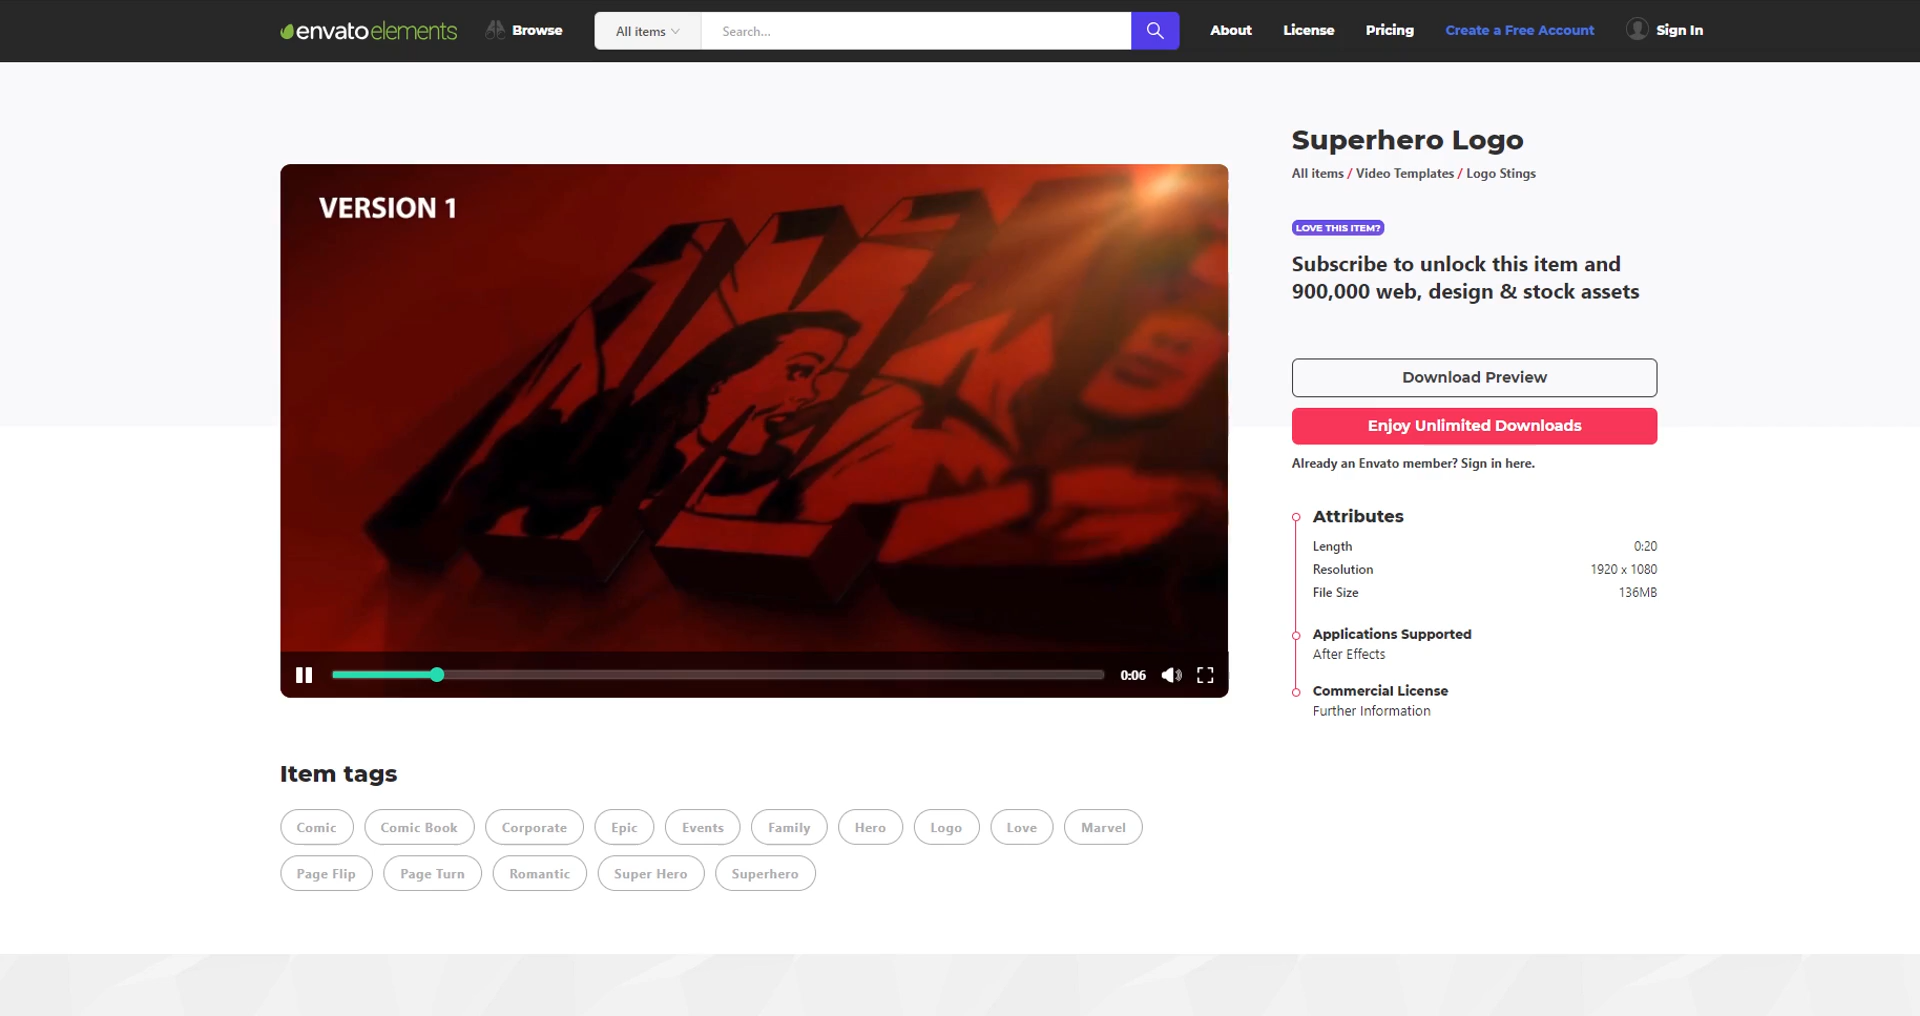 envatoelements
Browse
All items
Search...
About
License
Pricing
Create a Free Account
Sign In
VERSION 1
0:06
Superhero Logo
All items / Video Templates / Logo Stings
LOVE THIS ITEM?
Subscribe to unlock this item and
900,000 web, design & stock assets
Download Preview
Enjoy Unlimited Downloads
Already an Envato member? Sign in here.
Attributes
Length 0:20
Resolution 1920 x 1080
File Size 136MB
Applications Supported
After Effects
Commercial License
Further Information
Item tags
Comic Comic Book Corporate Epic Events Family Hero Logo Love Marvel
Page Flip Page Turn Romantic Super Hero Superhero